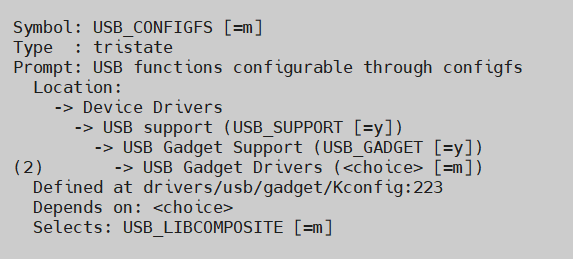 Symbol: USB_CONFIGFS [=m]
Type  : tristate
Prompt: USB functions configurable through configfs
  Location:
    -> Device Drivers
      -> USB support (USB_SUPPORT [=y])
        -> USB Gadget Support (USB_GADGET [=y])
(2)       -> USB Gadget Drivers (<choice> [=m])
  Defined at drivers/usb/gadget/Kconfig:223
  Depends on: <choice>
  Selects: USB_LIBCOMPOSITE [=m]